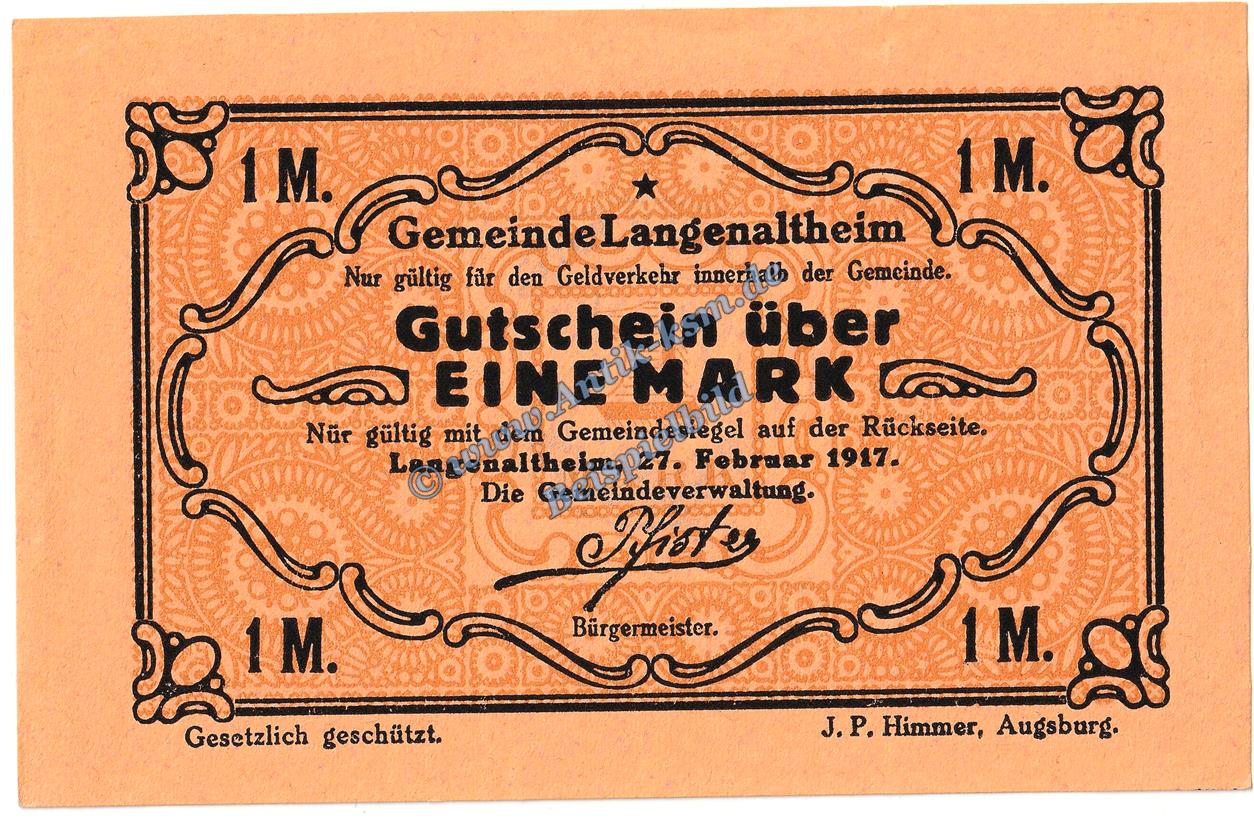 1 M.
1 M.
Gemeinde Langenaltheim
Nur gültig für den Geldverkehr innerhalb der Gemeinde.
Gutschein über
EINE MARK
Nür gültig mit dem Gemeindesiegel auf der Rückseite.
Langenaltheim, 27. Februar 1917.
Die Gemeindeverwaltung.
Pfister
Bürgermeister.
1 M.
1 M.
Gesetzlich geschützt.
J. P. Himmer, Augsburg.
© www.Antik-ksm.de
Beispielbild